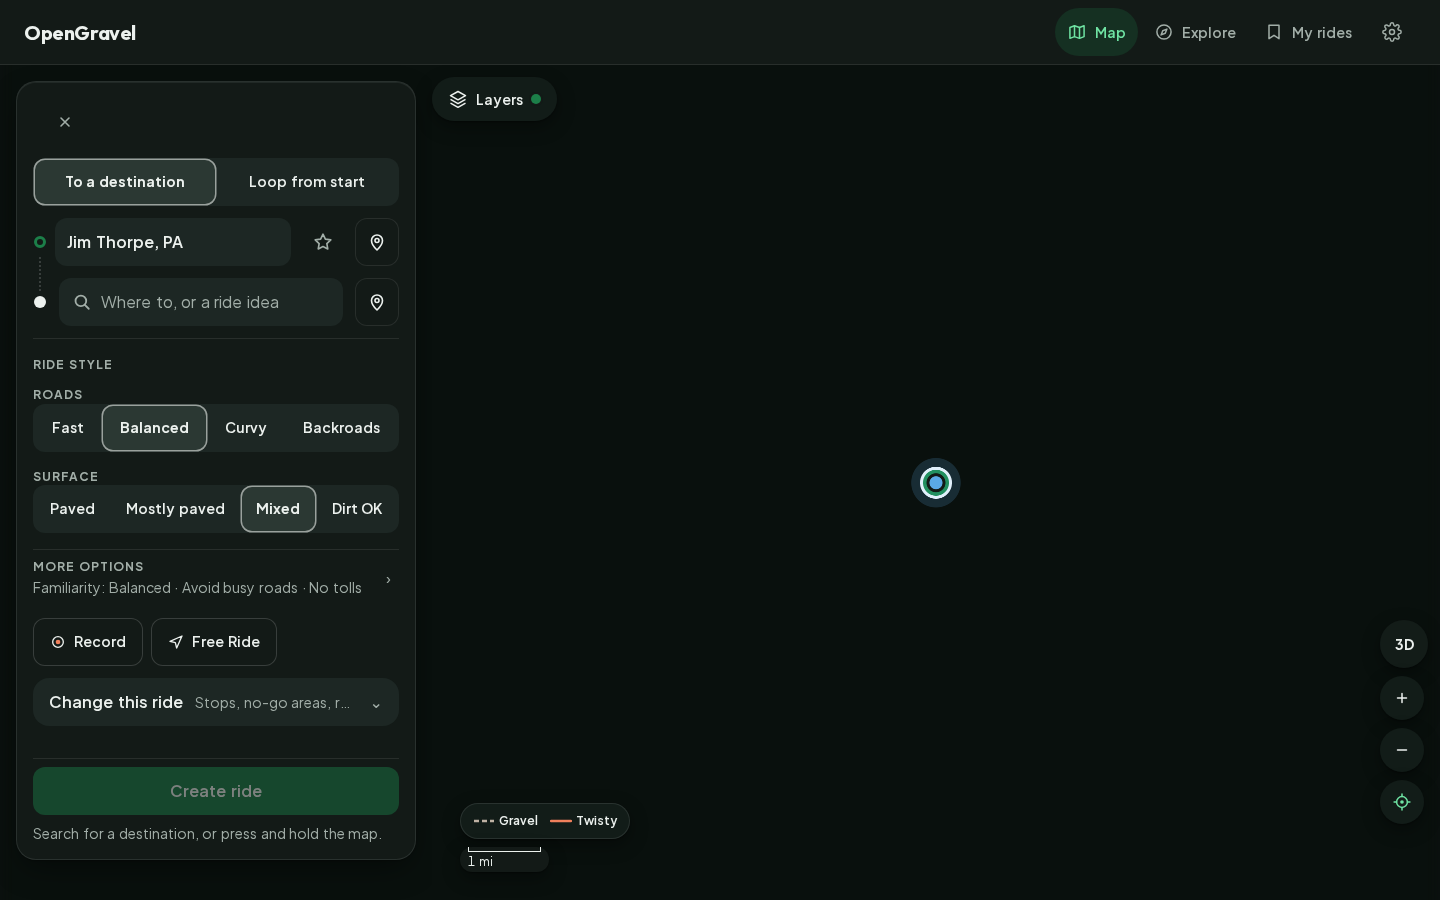 OpenGravel
Map
Explore
My rides
Layers
To a destination
Loop from start
Jim Thorpe, PA
Where to, or a ride idea
RIDE STYLE
ROADS
Fast
Balanced
Curvy
Backroads
SURFACE
Paved
Mostly paved
Mixed
Dirt OK
MORE OPTIONS
Familiarity: Balanced · Avoid busy roads · No tolls
Record
Free Ride
Change this ride
Stops, no-go areas, r...
Create ride
Search for a destination, or press and hold the map.
3D
Gravel
Twisty
1 mi